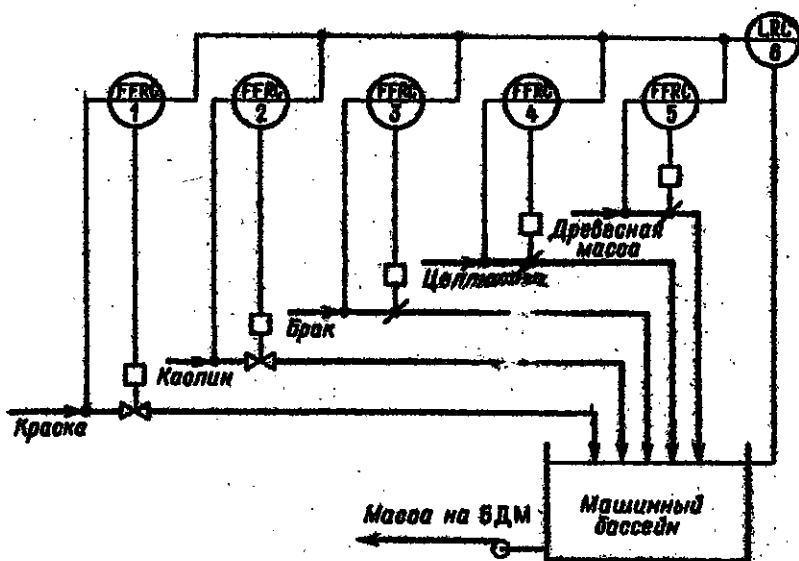 LRC
6
FFRC
1
FFRC
2
FFRC
3
FFRC
4
FFRC
5
Древесная
масса
Целлюлоза
Брак
Каолин
Краска
Машинный
бассейн
Масса на БДМ